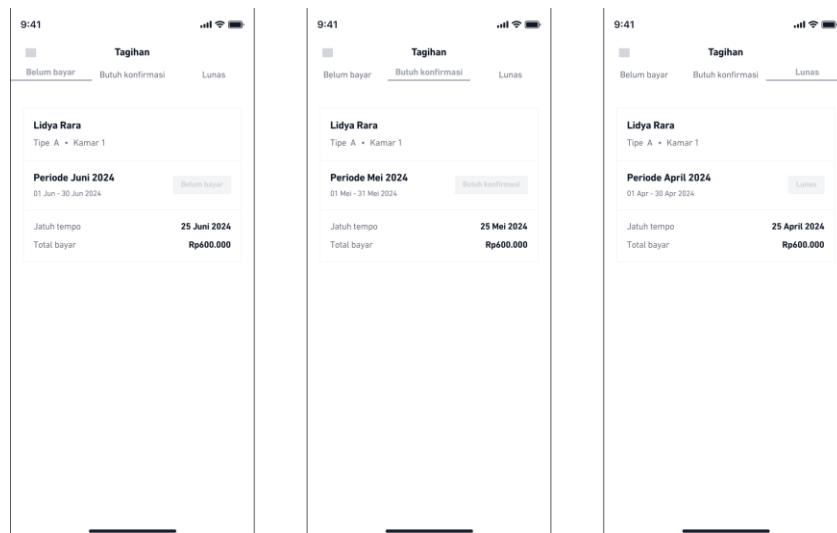 9:41
Tagihan
Belum bayar Butuh konfirmasi Lunas
Lidya Rara
Tipe A • Kamar 1
Periode Juni 2024
01 Jun - 30 Jun 2024
Belum bayar
Jatuh tempo 25 Juni 2024
Total bayar Rp600.000
9:41
Tagihan
Belum bayar Butuh konfirmasi Lunas
Lidya Rara
Tipe A • Kamar 1
Periode Mei 2024
01 Mei - 31 Mei 2024
Butuh konfirmasi
Jatuh tempo 25 Mei 2024
Total bayar Rp600.000
9:41
Tagihan
Belum bayar Butuh konfirmasi Lunas
Lidya Rara
Tipe A • Kamar 1
Periode April 2024
01 Apr - 30 Apr 2024
Lunas
Jatuh tempo 25 April 2024
Total bayar Rp600.000